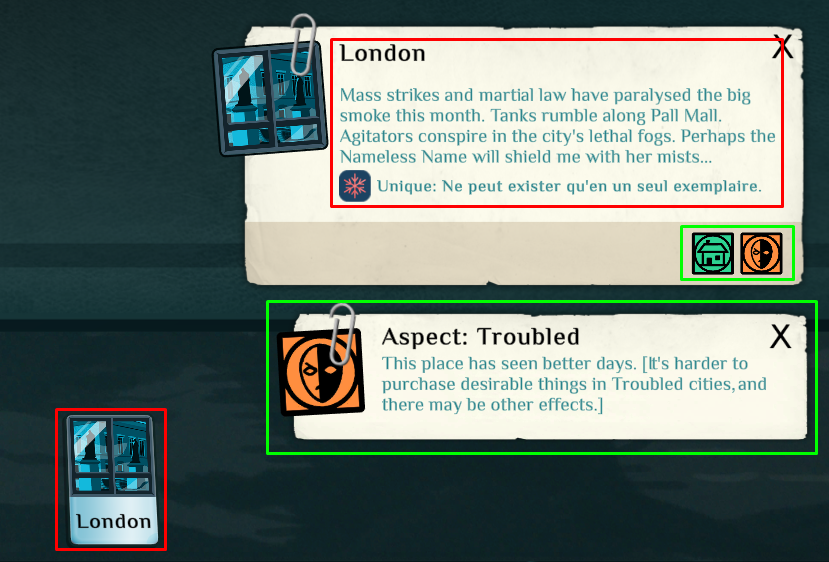 London
X
Mass strikes and martial law have paralysed the big
smoke this month. Tanks rumble along Pall Mall.
Agitators conspire in the city's lethal fogs. Perhaps the
Nameless Name will shield me with her mists...
Unique: Ne peut exister qu'en un seul exemplaire.
Aspect: Troubled
X
This place has seen better days. [It's harder to
purchase desirable things in Troubled cities, and
there may be other effects.]
London